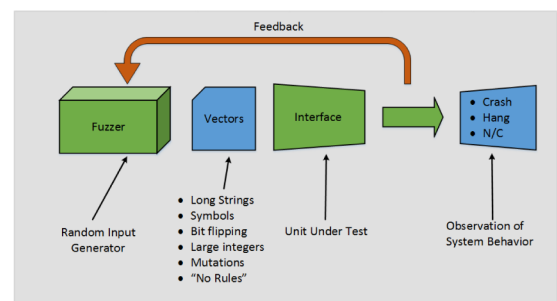 Feedback
Fuzzer
Vectors
Interface
• Crash
• Hang
• N/C
Random Input
Generator
• Long Strings
• Symbols
• Bit flipping
• Large integers
• Mutations
• “No Rules”
Unit Under Test
Observation of
System Behavior